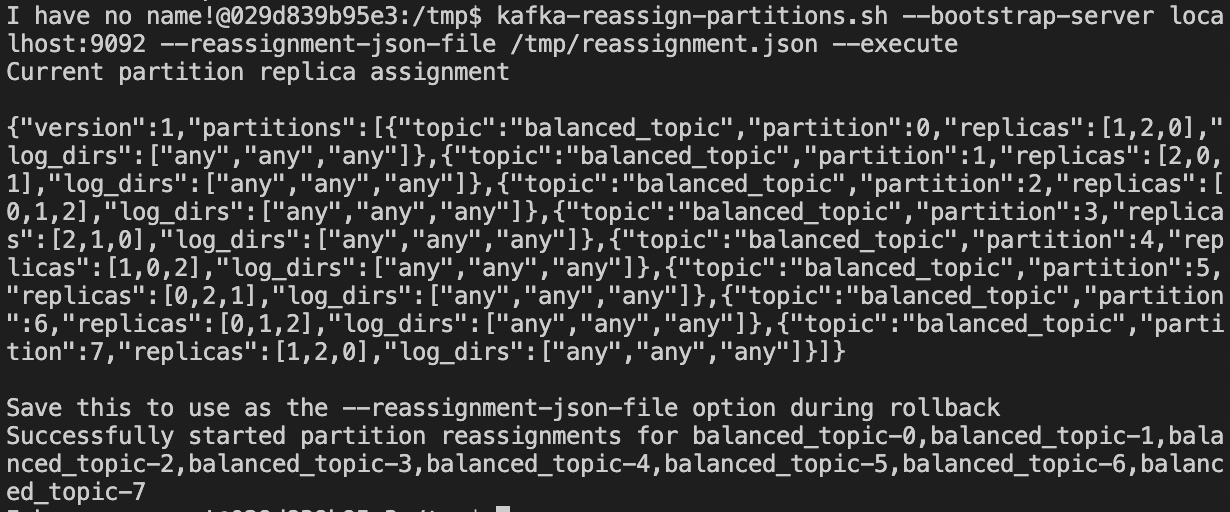 I have no name!@029d839b95e3:/tmp$ kafka-reassign-partitions.sh --bootstrap-server loca
lhost:9092 --reassignment-json-file /tmp/reassignment.json --execute
Current partition replica assignment

{"version":1,"partitions":[{"topic":"balanced_topic","partition":0,"replicas":[1,2,0],"
log_dirs":["any","any","any"]},{"topic":"balanced_topic","partition":1,"replicas":[2,0,
1],"log_dirs":["any","any","any"]},{"topic":"balanced_topic","partition":2,"replicas":[
0,1,2],"log_dirs":["any","any","any"]},{"topic":"balanced_topic","partition":3,"replica
s":[2,1,0],"log_dirs":["any","any","any"]},{"topic":"balanced_topic","partition":4,"rep
licas":[1,0,2],"log_dirs":["any","any","any"]},{"topic":"balanced_topic","partition":5,
"replicas":[0,2,1],"log_dirs":["any","any","any"]},{"topic":"balanced_topic","partition
":6,"replicas":[0,1,2],"log_dirs":["any","any","any"]},{"topic":"balanced_topic","parti
tion":7,"replicas":[1,2,0],"log_dirs":["any","any","any"]}]}

Save this to use as the --reassignment-json-file option during rollback
Successfully started partition reassignments for balanced_topic-0,balanced_topic-1,bala
nced_topic-2,balanced_topic-3,balanced_topic-4,balanced_topic-5,balanced_topic-6,balanc
ed_topic-7